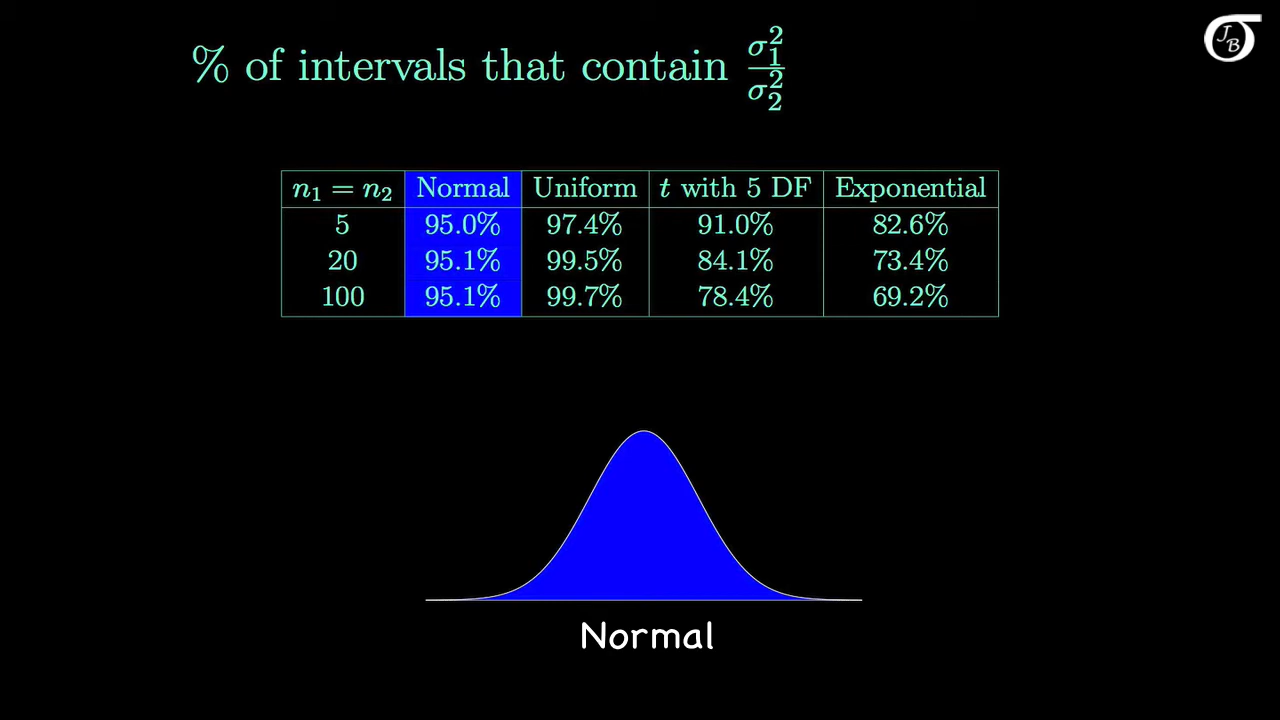 % of intervals that contain σ₁²/σ₂²
JB
n₁ = n₂ Normal Uniform t with 5 DF Exponential
5 95.0% 97.4% 91.0% 82.6%
20 95.1% 99.5% 84.1% 73.4%
100 95.1% 99.7% 78.4% 69.2%
Normal